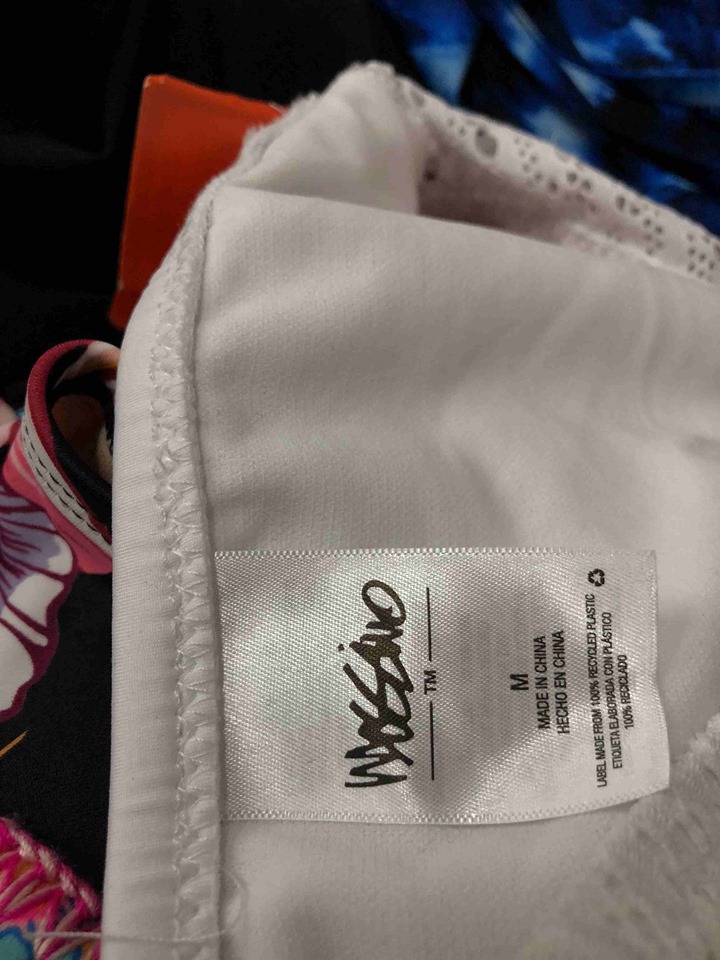 MOSSIMO
TM
M
MADE IN CHINA
HECHO EN CHINA
LABEL MADE FROM 100% RECYCLED PLASTIC
ETIQUETA ELABORADA CON PLÁSTICO
100% RECICLADO